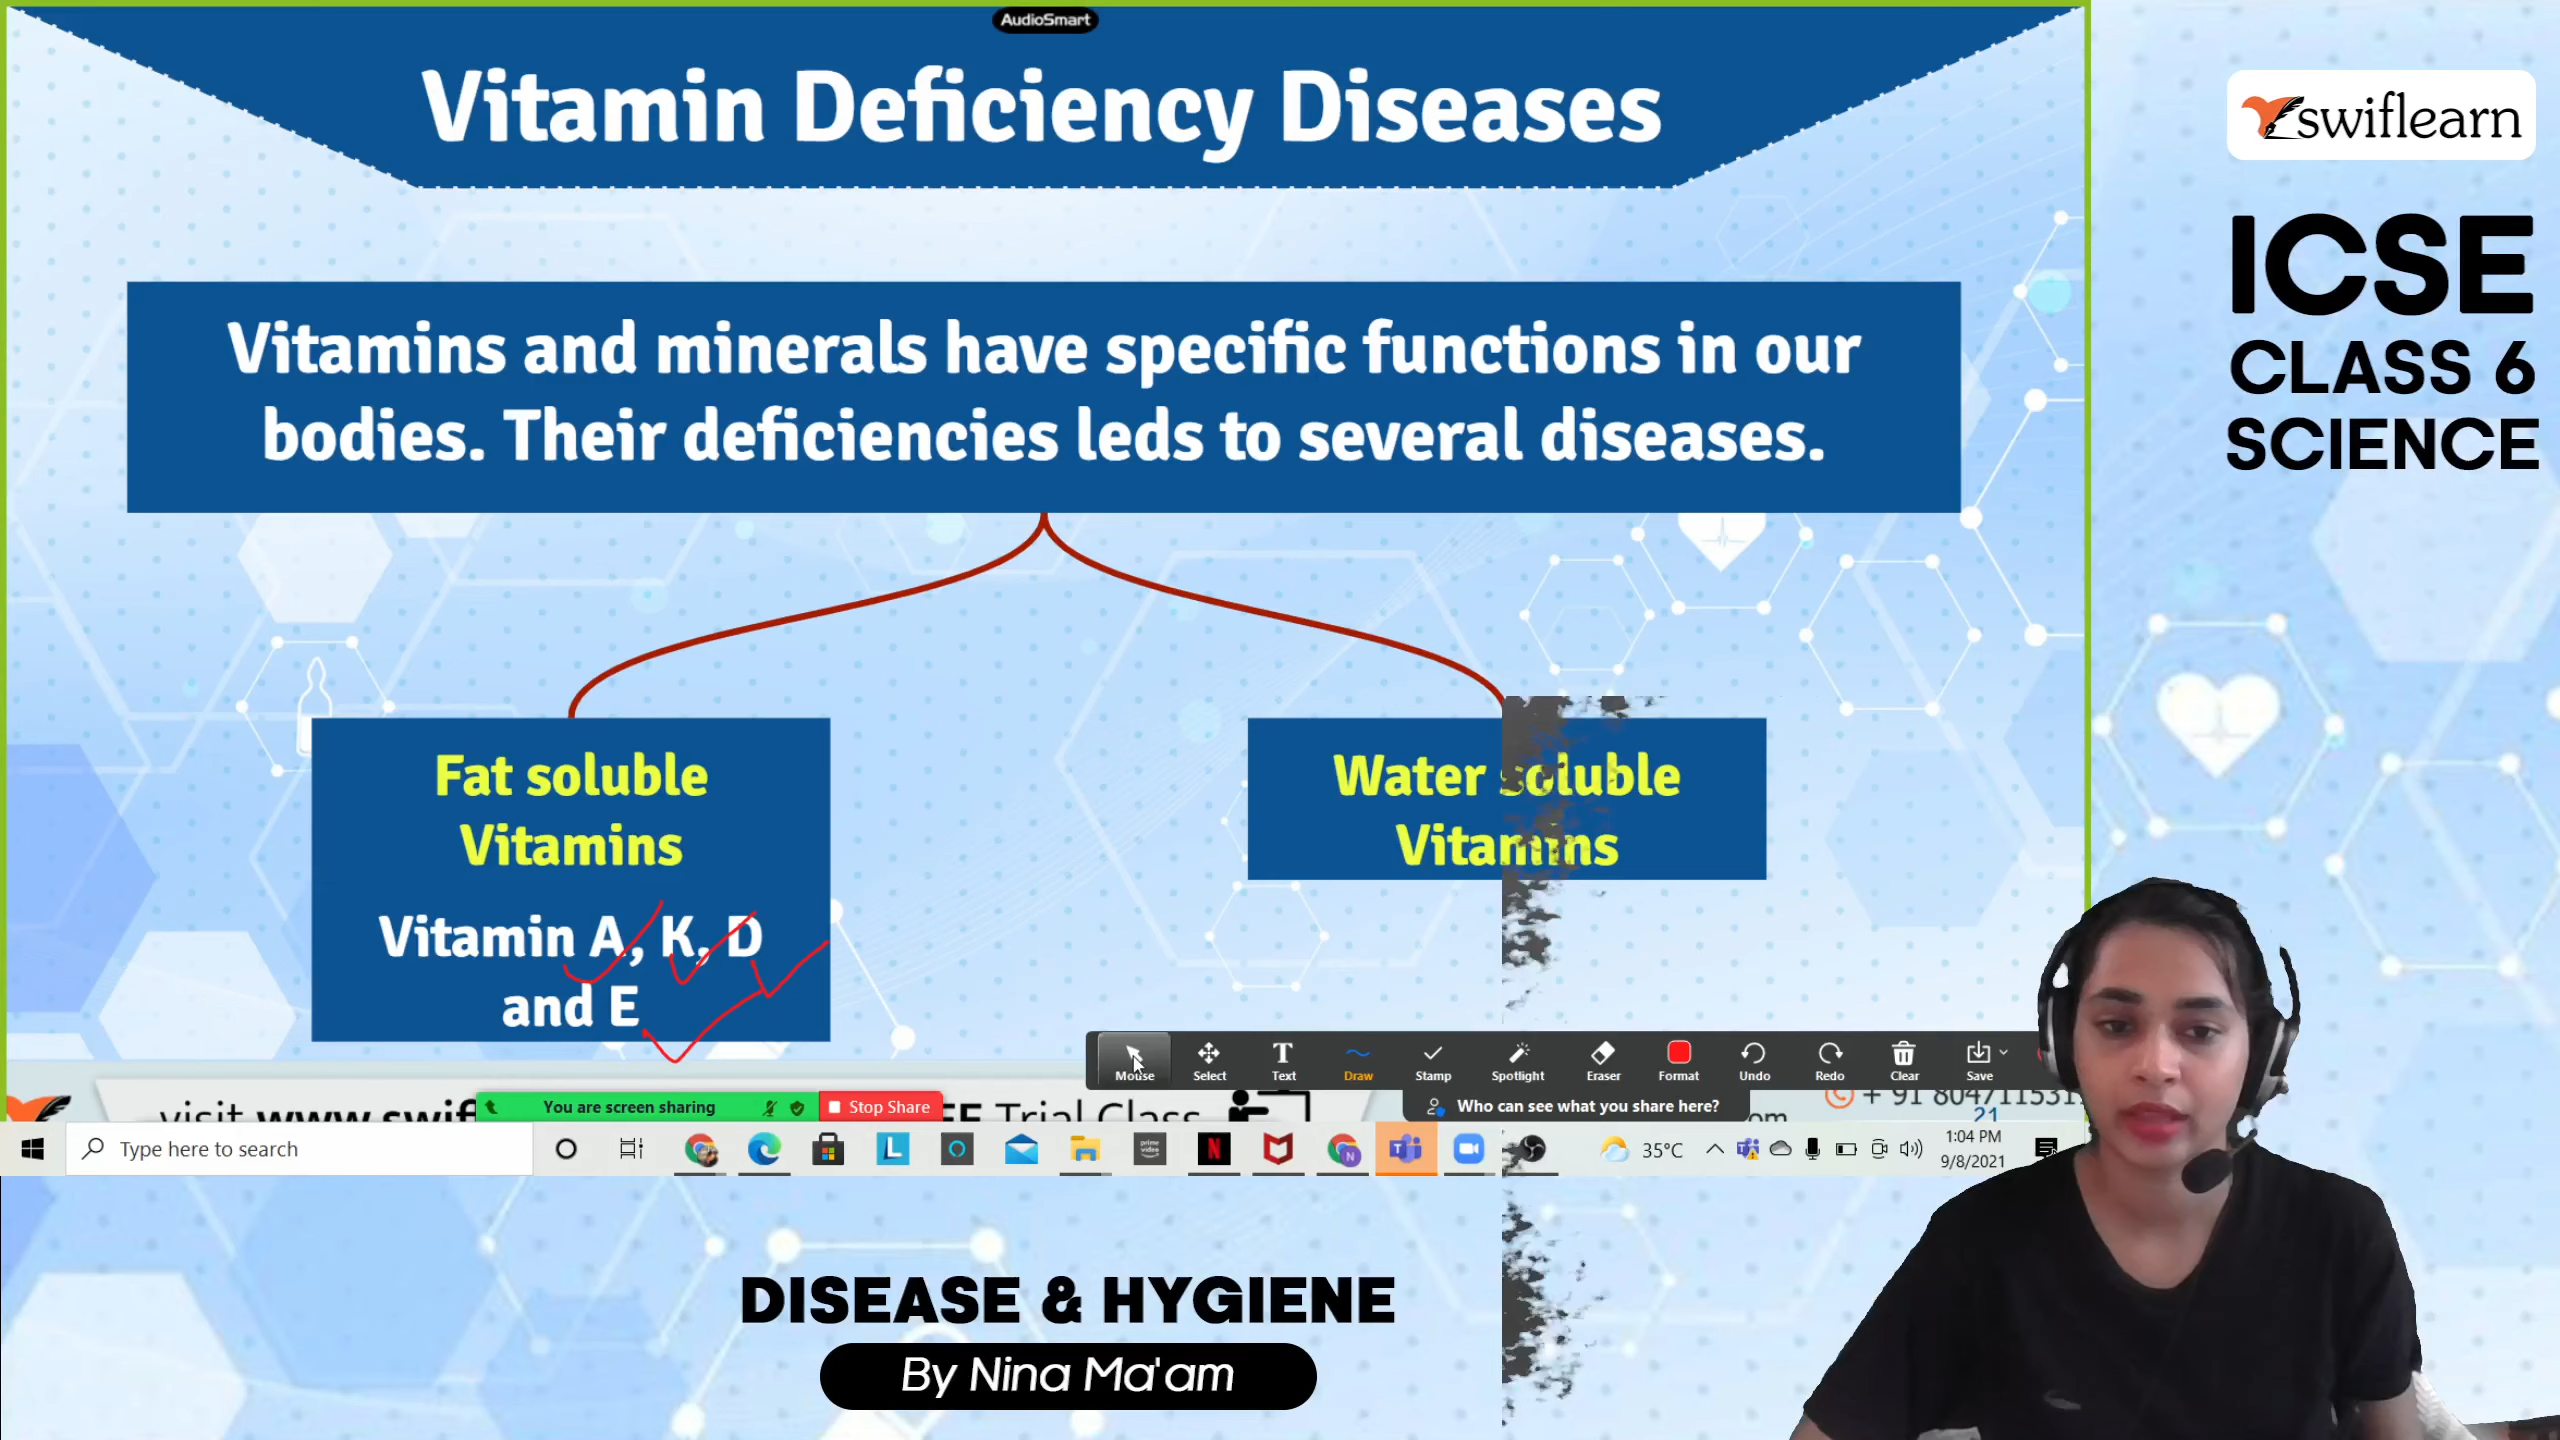 AudioSmart
Vitamin Deficiency Diseases
swiflearn
ICSE
CLASS 6
SCIENCE
Vitamins and minerals have specific functions in our
bodies. Their deficiencies leds to several diseases.
Fat soluble
Vitamins
Vitamin A, K, D
and E
Water soluble
Vitamins
Mouse Select Text Draw Stamp Spotlight Eraser Format Undo Redo Clear Save
You are screen sharing Stop Share
Who can see what you share here?
Trial Class
21
Type here to search
35°C
1:04 PM
9/8/2021
DISEASE & HYGIENE
By Nina Ma'am